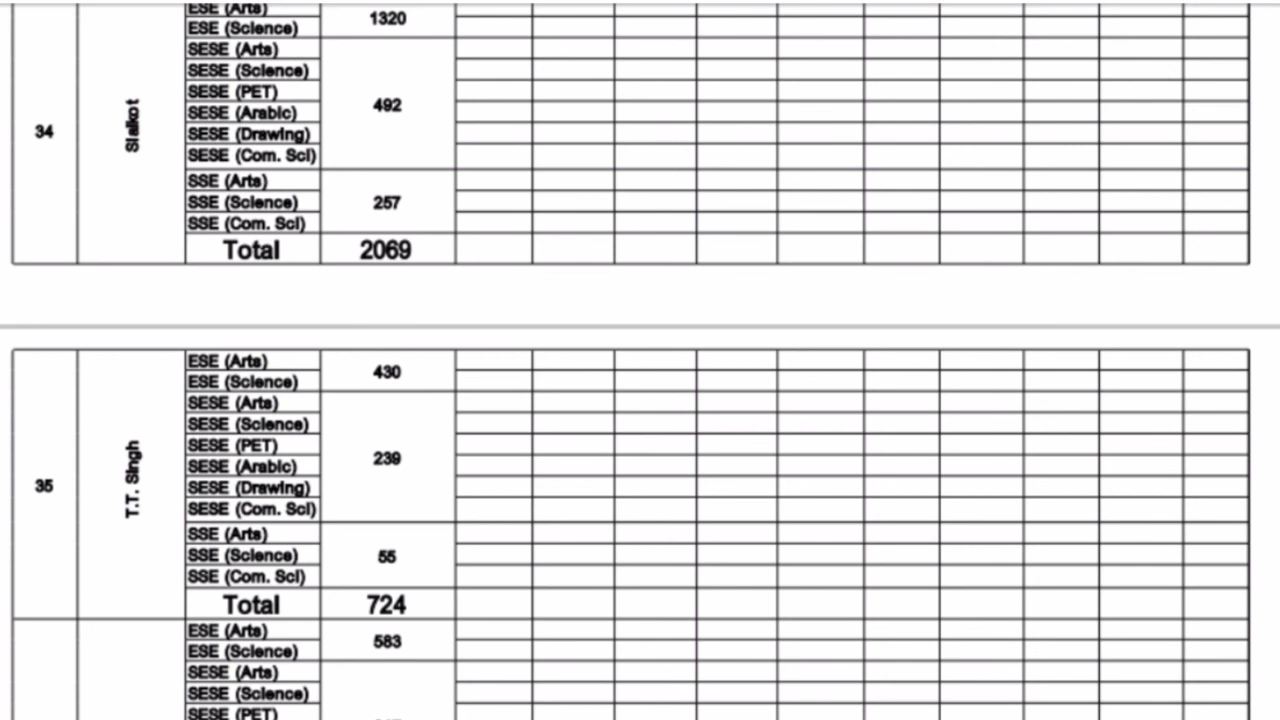 ESE (Arts)
1320
ESE (Science)
SESE (Arts)
SESE (Science)
SESE (PET)
492
SESE (Arabic)
34
Sialkot
SESE (Drawing)
SESE (Com. Sci)
SSE (Arts)
SSE (Science)
257
SSE (Com. Sci)
Total 2069
ESE (Arts)
430
ESE (Science)
SESE (Arts)
SESE (Science)
SESE (PET)
239
SESE (Arabic)
35
T.T. Singh
SESE (Drawing)
SESE (Com. Sci)
SSE (Arts)
SSE (Science)
55
SSE (Com. Sci)
Total 724
ESE (Arts)
583
ESE (Science)
SESE (Arts)
SESE (Science)
SESE (PET)